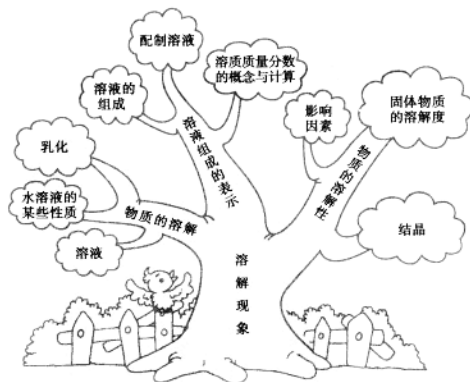 配制溶液
溶质质量分数
的概念与计算
溶液的
组成
影响
因素
固体物质
的溶解度
乳化
溶液组成的表示
物质的溶解性
水溶液的
某些性质
物质的溶解
结晶
溶液
溶解现象